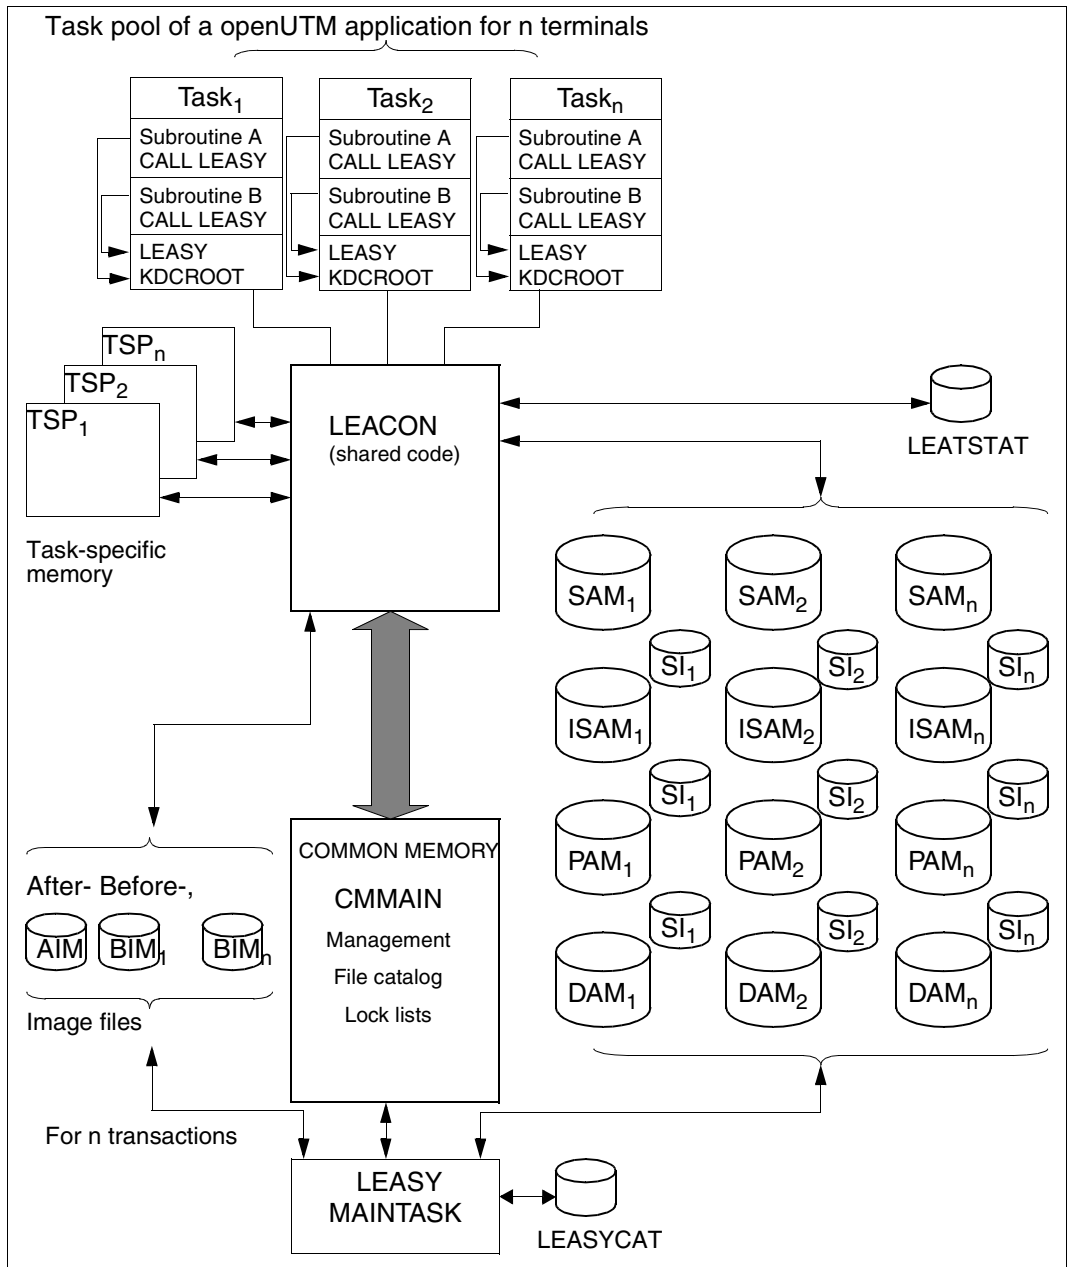 Task pool of a openUTM application for n terminals
Task1
Subroutine A
CALL LEASY
Subroutine B
CALL LEASY
LEASY
KDCROOT
Task2
Subroutine A
CALL LEASY
Subroutine B
CALL LEASY
LEASY
KDCROOT
Taskn
Subroutine A
CALL LEASY
Subroutine B
CALL LEASY
LEASY
KDCROOT
TSPn
TSP2
TSP1
Task-specific
memory
LEACON
(shared code)
LEATSTAT
SAM1
SAM2
SAMn
SI1
SI2
SIn
ISAM1
ISAM2
ISAMn
SI1
SI2
SIn
PAM1
PAM2
PAMn
SI1
SI2
SIn
DAM1
DAM2
DAMn
After- Before-,
AIM
BIM1
BIMn
Image files
For n transactions
COMMON MEMORY
CMMAIN
Management
File catalog
Lock lists
LEASY
MAINTASK
LEASYCAT